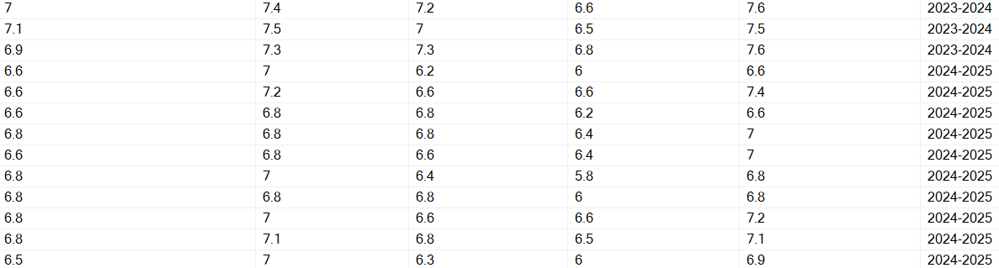 7 7.4 7.2 6.6 7.6 2023-2024
7.1 7.5 7 6.5 7.5 2023-2024
6.9 7.3 7.3 6.8 7.6 2023-2024
6.6 7 6.2 6 6.6 2024-2025
6.6 7.2 6.6 6.6 7.4 2024-2025
6.6 6.8 6.8 6.2 6.6 2024-2025
6.8 6.8 6.8 6.4 7 2024-2025
6.6 6.8 6.6 6.4 7 2024-2025
6.8 7 6.4 5.8 6.8 2024-2025
6.8 6.8 6.8 6 6.8 2024-2025
6.8 7 6.6 6.6 7.2 2024-2025
6.8 7.1 6.8 6.5 7.1 2024-2025
6.5 7 6.3 6 6.9 2024-2025